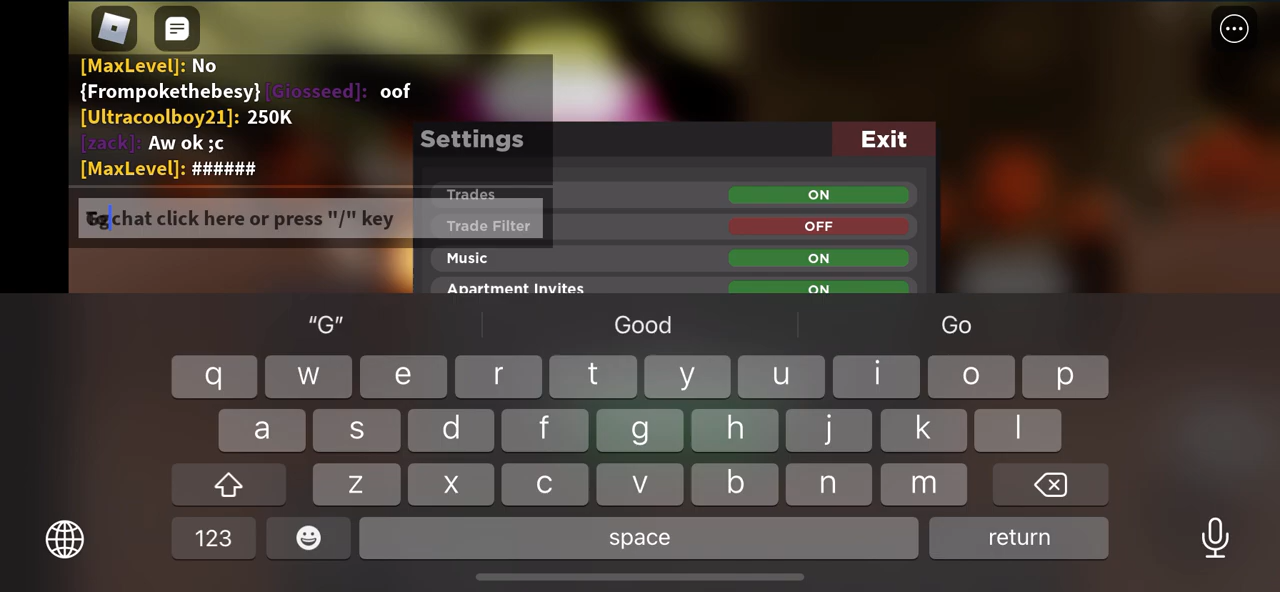 [MaxLevel]: No
{Frompokethebesy} [Giosseed]: oof
[Ultracoolboy21]: 250K
[zack]: Aw ok ;c
[MaxLevel]: ######
chat click here or press "/" key
Settings
Exit
Trades ON
Trade Filter OFF
Music ON
Apartment Invites ON
“G” Good Go
q w e r t y u i o p
a s d f g h j k l
z x c v b n m
123 space return